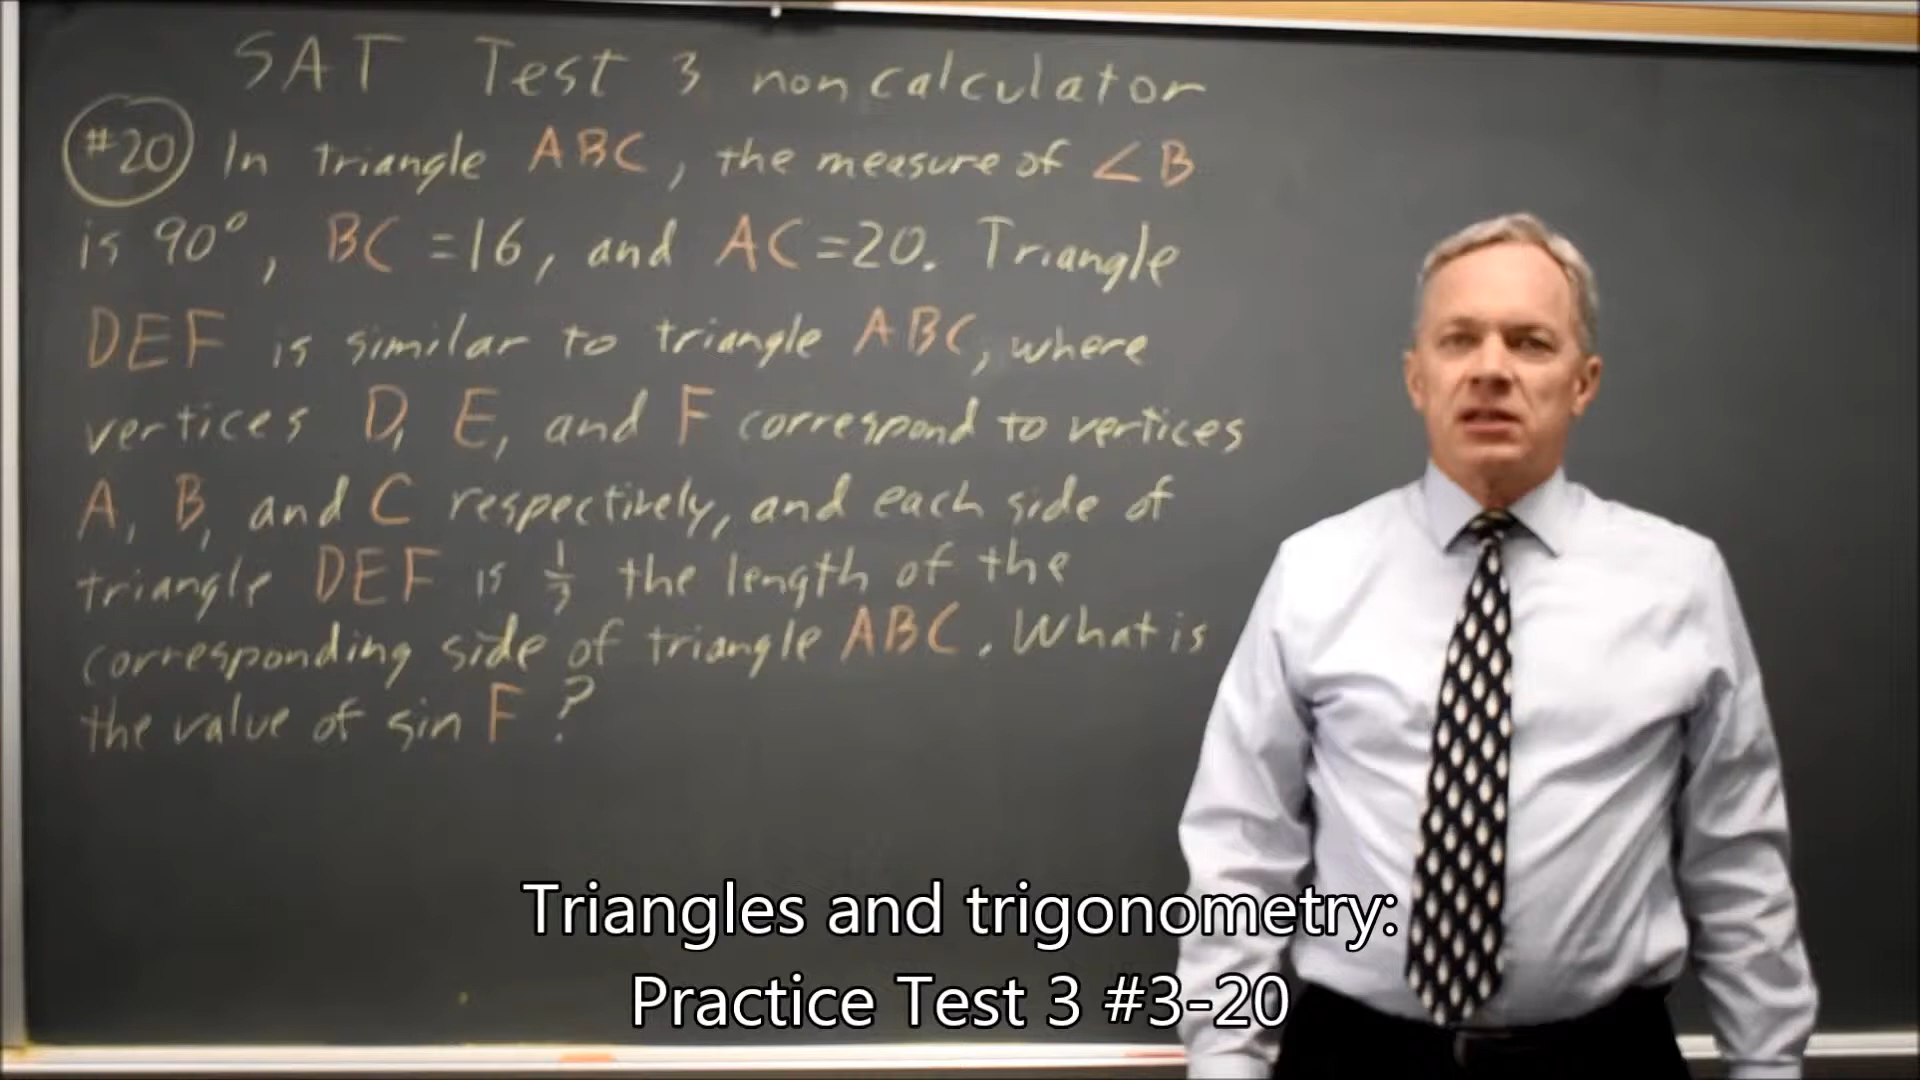 SAT Test 3 non calculator
#20 In triangle ABC, the measure of ∠B
is 90°, BC =16, and AC=20. Triangle
DEF is similar to triangle ABC, where
vertices D, E, and F correspond to vertices
A, B, and C respectively, and each side of
triangle DEF is 1/3 the length of the
corresponding side of triangle ABC. What is
the value of sin F ?
Triangles and trigonometry:
Practice Test 3 #3-20